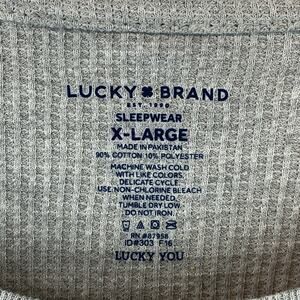 LUCKY BRAND
EST. 1990
SLEEPWEAR
X-LARGE
MADE IN PAKISTAN
90% COTTON 10% POLYESTER
MACHINE WASH COLD
WITH LIKE COLORS.
DELICATE CYCLE.
USE NON-CHLORINE BLEACH
WHEN NEEDED.
TUMBLE DRY LOW.
DO NOT IRON.
RN #87958
ID#303 F16
LUCKY YOU